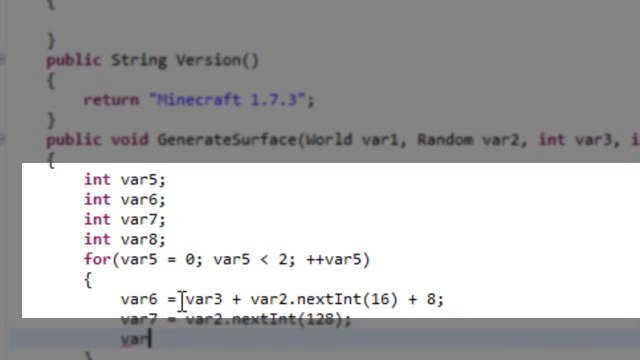 {
}
public String Version()
{
return "Minecraft 1.7.3";
}
public void GenerateSurface(World var1, Random var2, int var3, i
{
int var5;
int var6;
int var7;
int var8;
for(var5 = 0; var5 < 2; ++var5)
{
var6 = var3 + var2.nextInt(16) + 8;
var7 = var2.nextInt(128);
var
}